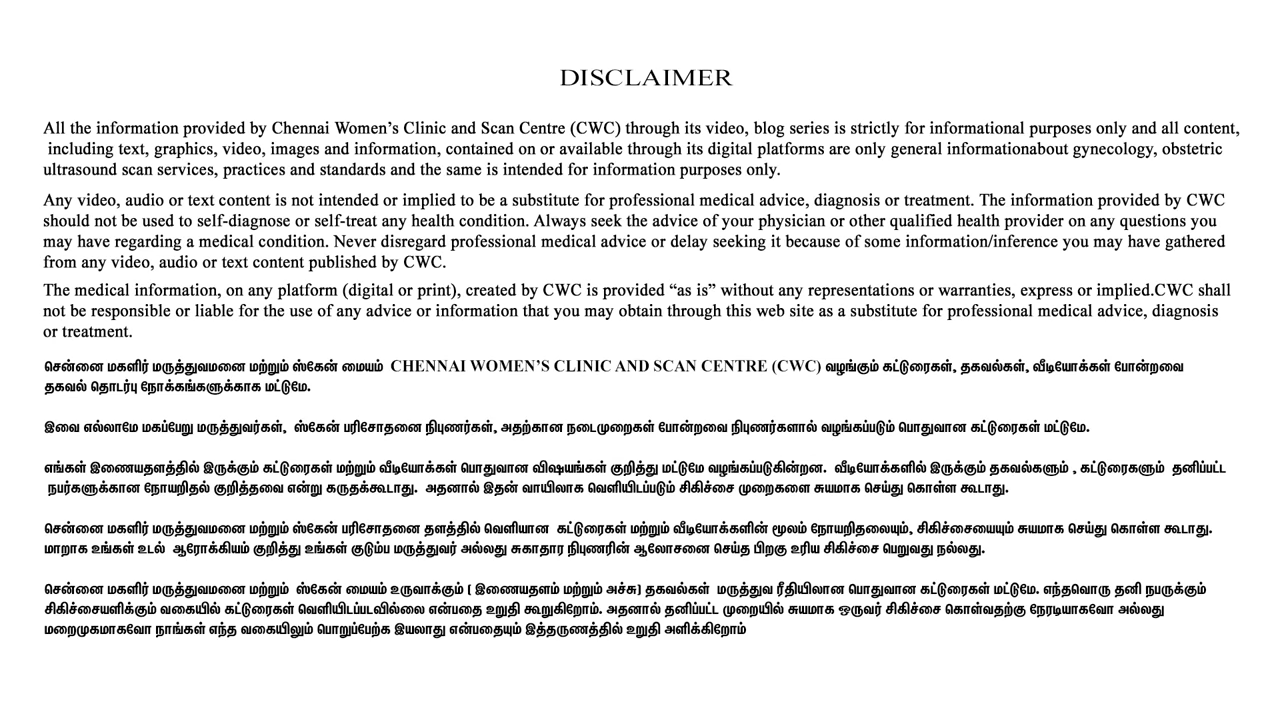 DISCLAIMER
All the information provided by Chennai Women’s Clinic and Scan Centre (CWC) through its video, blog series is strictly for informational purposes only and all content,
including text, graphics, video, images and information, contained on or available through its digital platforms are only general informationabout gynecology, obstetric
ultrasound scan services, practices and standards and the same is intended for information purposes only.
Any video, audio or text content is not intended or implied to be a substitute for professional medical advice, diagnosis or treatment. The information provided by CWC
should not be used to self-diagnose or self-treat any health condition. Always seek the advice of your physician or other qualified health provider on any questions you
may have regarding a medical condition. Never disregard professional medical advice or delay seeking it because of some information/inference you may have gathered
from any video, audio or text content published by CWC.
The medical information, on any platform (digital or print), created by CWC is provided “as is” without any representations or warranties, express or implied.CWC shall
not be responsible or liable for the use of any advice or information that you may obtain through this web site as a substitute for professional medical advice, diagnosis
or treatment.
சென்னை மகளிர் மருத்துவமனை மற்றும் ஸ்கேன் மையம் CHENNAI WOMEN’S CLINIC AND SCAN CENTRE (CWC) வழங்கும் கட்டுரைகள், தகவல்கள், வீடியோக்கள் போன்றவை
தகவல் தொடர்பு நோக்கங்களுக்காக மட்டுமே.
இவை எல்லாமே மகப்பேறு மருத்துவர்கள், ஸ்கேன் பரிசோதனை நிபுணர்கள், அதற்கான நடைமுறைகள் போன்றவை நிபுணர்களால் வழங்கப்படும் பொதுவான கட்டுரைகள் மட்டுமே.
எங்கள் இணையதளத்தில் இருக்கும் கட்டுரைகள் மற்றும் வீடியோக்கள் பொதுவான விஷயங்கள் குறித்து மட்டுமே வழங்கப்படுகின்றன. வீடியோக்களில் இருக்கும் தகவல்களும் , கட்டுரைகளும் தனிப்பட்ட
நபர்களுக்கான நோயறிதல் குறித்தவை என்று கருதக்கூடாது. அதனால் இதன் வாயிலாக வெளியிடப்படும் சிகிச்சை முறைகளை சுயமாக செய்து கொள்ள கூடாது.
சென்னை மகளிர் மருத்துவமனை மற்றும் ஸ்கேன் பரிசோதனை தளத்தில் வெளியான கட்டுரைகள் மற்றும் வீடியோக்களின் மூலம் நோயறிதலையும், சிகிச்சையையும் சுயமாக செய்து கொள்ள கூடாது.
மாறாக உங்கள் உடல் ஆரோக்கியம் குறித்து உங்கள் குடும்ப மருத்துவர் அல்லது சுகாதார நிபுணரின் ஆலோசனை செய்த பிறகு உரிய சிகிச்சை பெறுவது நல்லது.
சென்னை மகளிர் மருத்துவமனை மற்றும் ஸ்கேன் மையம் உருவாக்கும் ( இணையதளம் மற்றும் அச்சு) தகவல்கள் மருத்துவ ரீதியிலான பொதுவான கட்டுரைகள் மட்டுமே. எந்தவொரு தனி நபருக்கும்
சிகிச்சையளிக்கும் வகையில் கட்டுரைகள் வெளியிடப்படவில்லை என்பதை உறுதி கூறுகிறோம். அதனால் தனிப்பட்ட முறையில் சுயமாக ஒருவர் சிகிச்சை கொள்வதற்கு நேரடியாகவோ அல்லது
மறைமுகமாகவோ நாங்கள் எந்த வகையிலும் பொறுப்பேற்க இயலாது என்பதையும் இத்தருணத்தில் உறுதி அளிக்கிறோம்